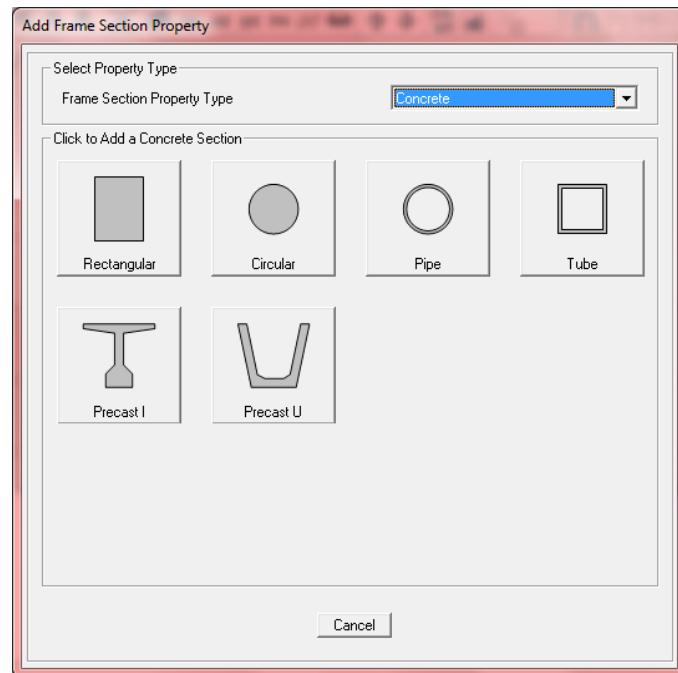 Add Frame Section Property
Select Property Type
Frame Section Property Type
Concrete
Click to Add a Concrete Section
Rectangular
Circular
Pipe
Tube
Precast I
Precast U
Cancel